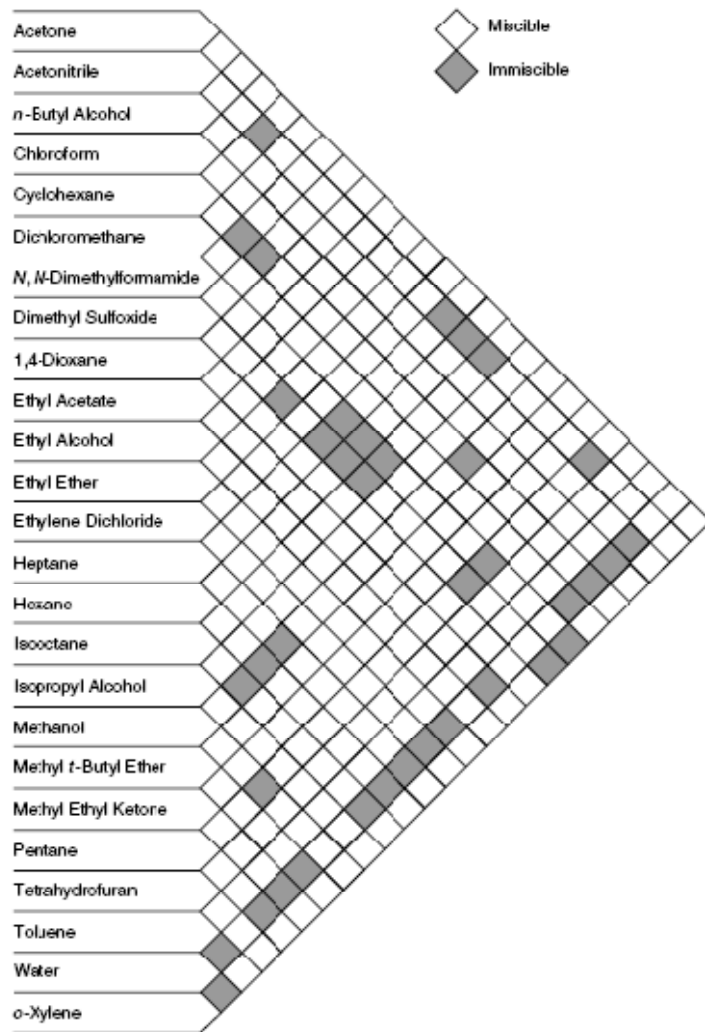 Acetone
Miscible
Acetonitrile
Immiscible
n-Butyl Alcohol
Chloroform
Cyclohexane
Dichloromethane
N, N-Dimethylformamide
Dimethyl Sulfoxide
1,4-Dioxane
Ethyl Acetate
Ethyl Alcohol
Ethyl Ether
Ethylene Dichloride
Heptane
Hexane
Isooctane
Isopropyl Alcohol
Methanol
Methyl t-Butyl Ether
Methyl Ethyl Ketone
Pentane
Tetrahydrofuran
Toluene
Water
o-Xylene